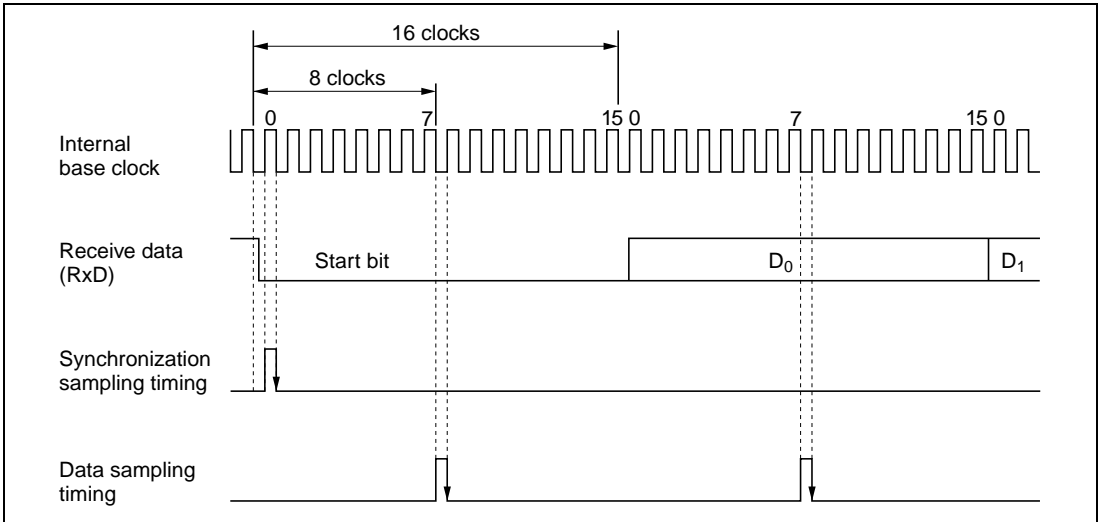 16 clocks
8 clocks
0 7 15 0 7 15 0
Internal
base clock
Receive data
(RxD)
Start bit D₀ D₁
Synchronization
sampling timing
Data sampling
timing